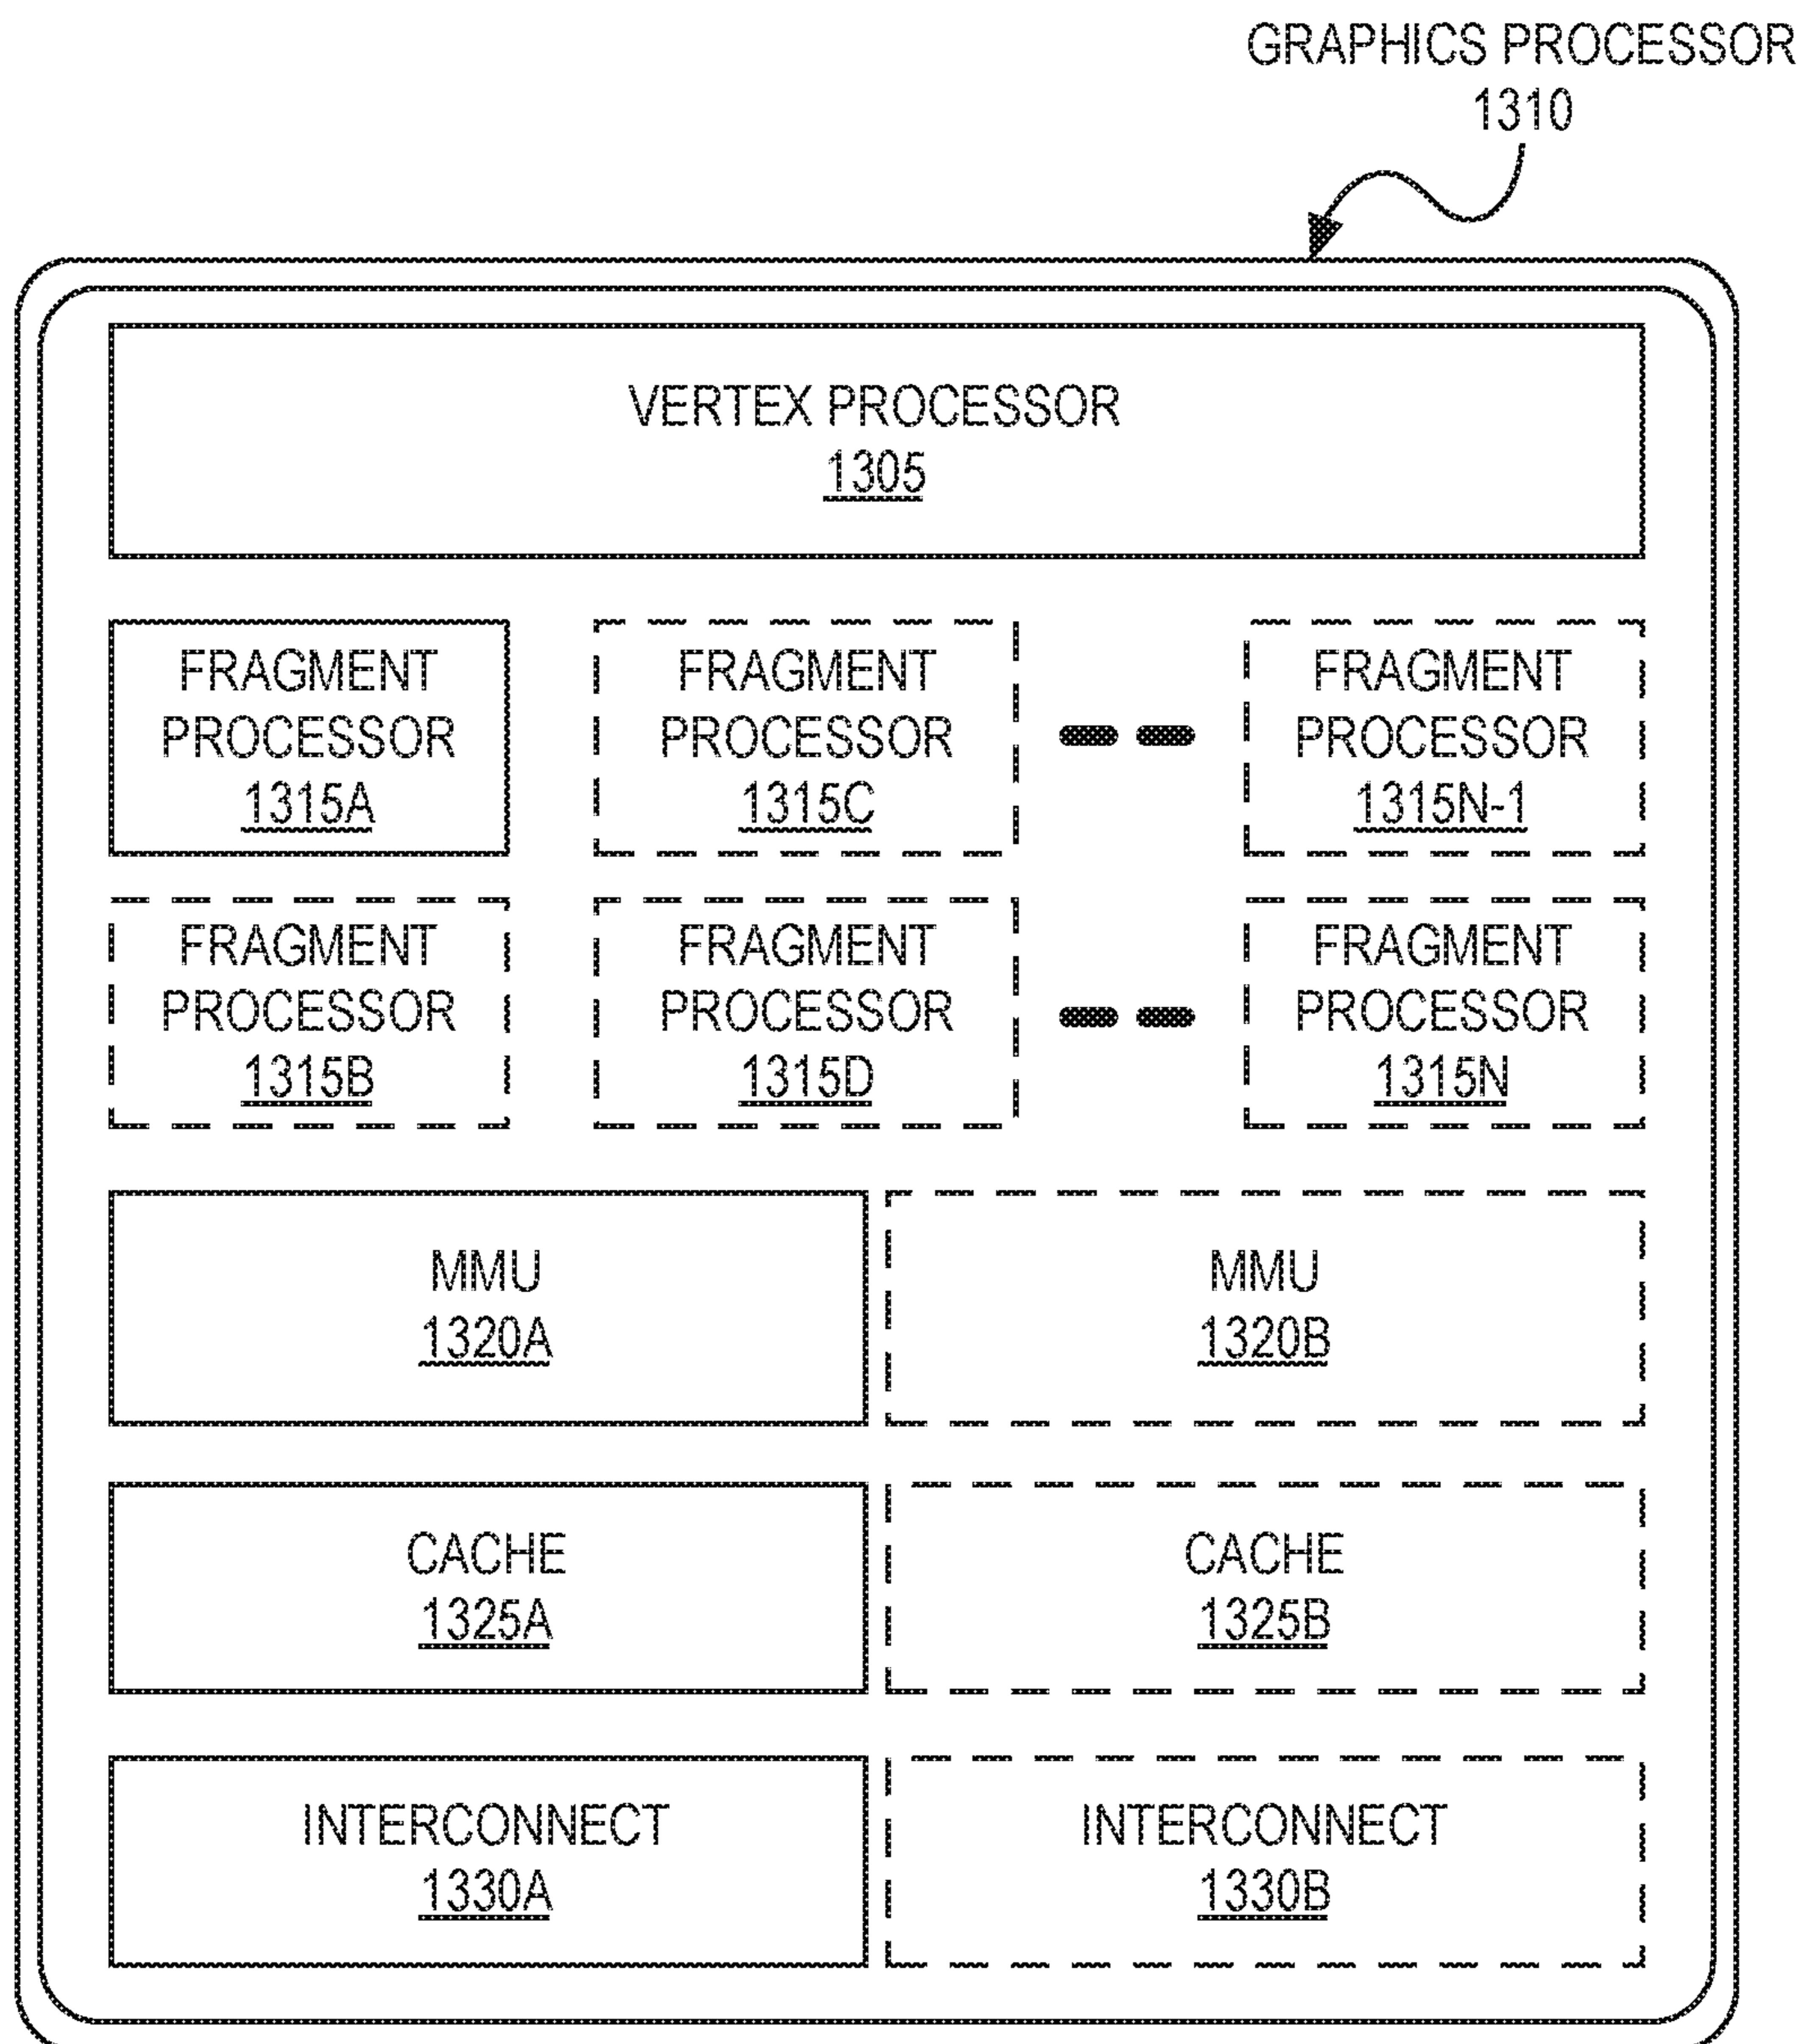 GRAPHICS PROCESSOR
1310
VERTEX PROCESSOR
1305
FRAGMENT
PROCESSOR
1315A
FRAGMENT
PROCESSOR
1315C
FRAGMENT
PROCESSOR
1315N-1
FRAGMENT
PROCESSOR
1315B
FRAGMENT
PROCESSOR
1315D
FRAGMENT
PROCESSOR
1315N
MMU
1320A
MMU
1320B
CACHE
1325A
CACHE
1325B
INTERCONNECT
1330A
INTERCONNECT
1330B